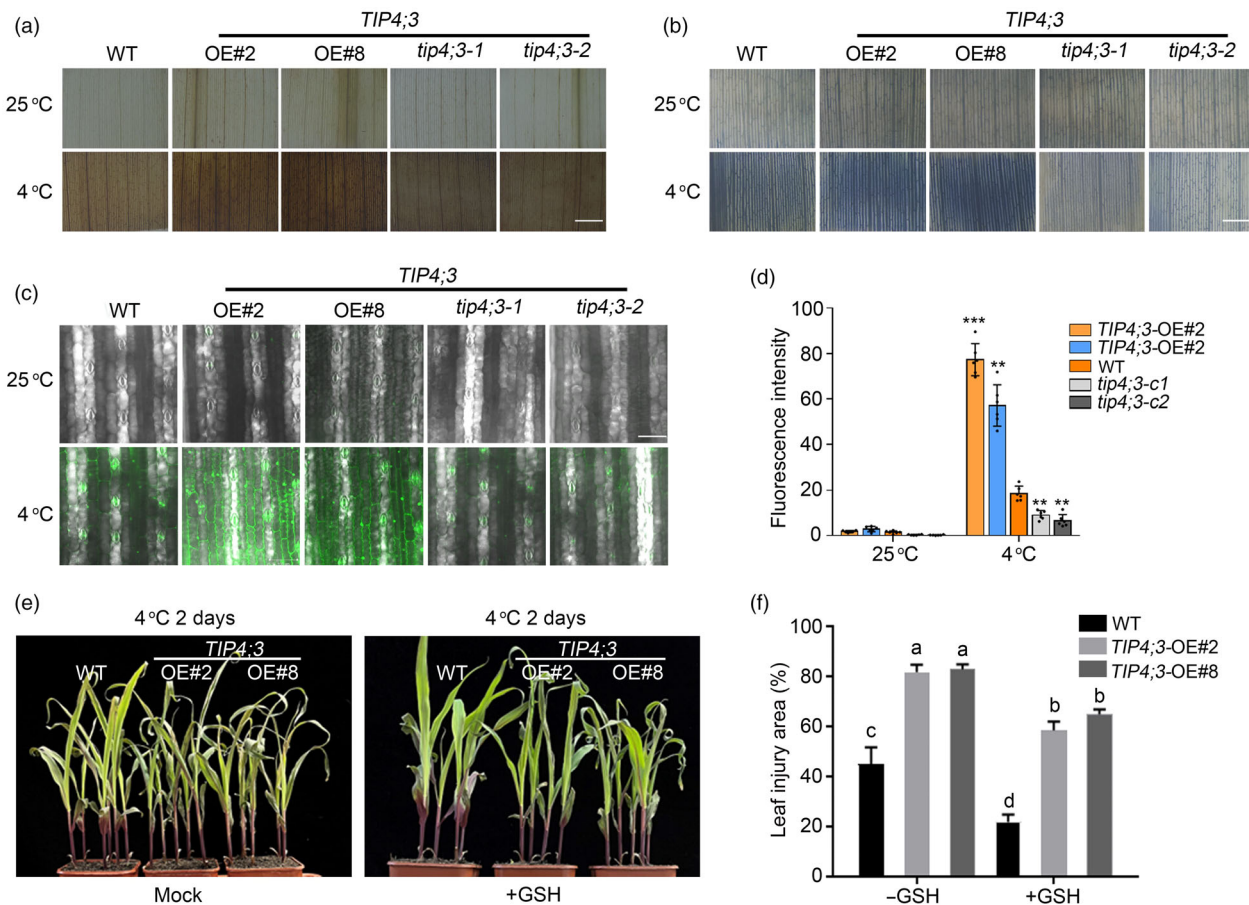 (a)
TIP4;3
WT OE#2 OE#8 tip4;3-1 tip4;3-2
25 °C
4 °C
(b)
TIP4;3
WT OE#2 OE#8 tip4;3-1 tip4;3-2
25 °C
4 °C
(c)
TIP4;3
WT OE#2 OE#8 tip4;3-1 tip4;3-2
25 °C
4 °C
(d)
Fluorescence intensity
100
80
60
40
20
0
***
**
** **
25 °C 4 °C
TIP4;3-OE#2
TIP4;3-OE#2
WT
tip4;3-c1
tip4;3-c2
(e)
4 °C 2 days
TIP4;3
WT OE#2 OE#8
Mock
4 °C 2 days
TIP4;3
WT OE#2 OE#8
+GSH
(f)
Leaf injury area (%)
100
80
60
40
20
0
c a a d b b
–GSH +GSH
WT
TIP4;3-OE#2
TIP4;3-OE#8